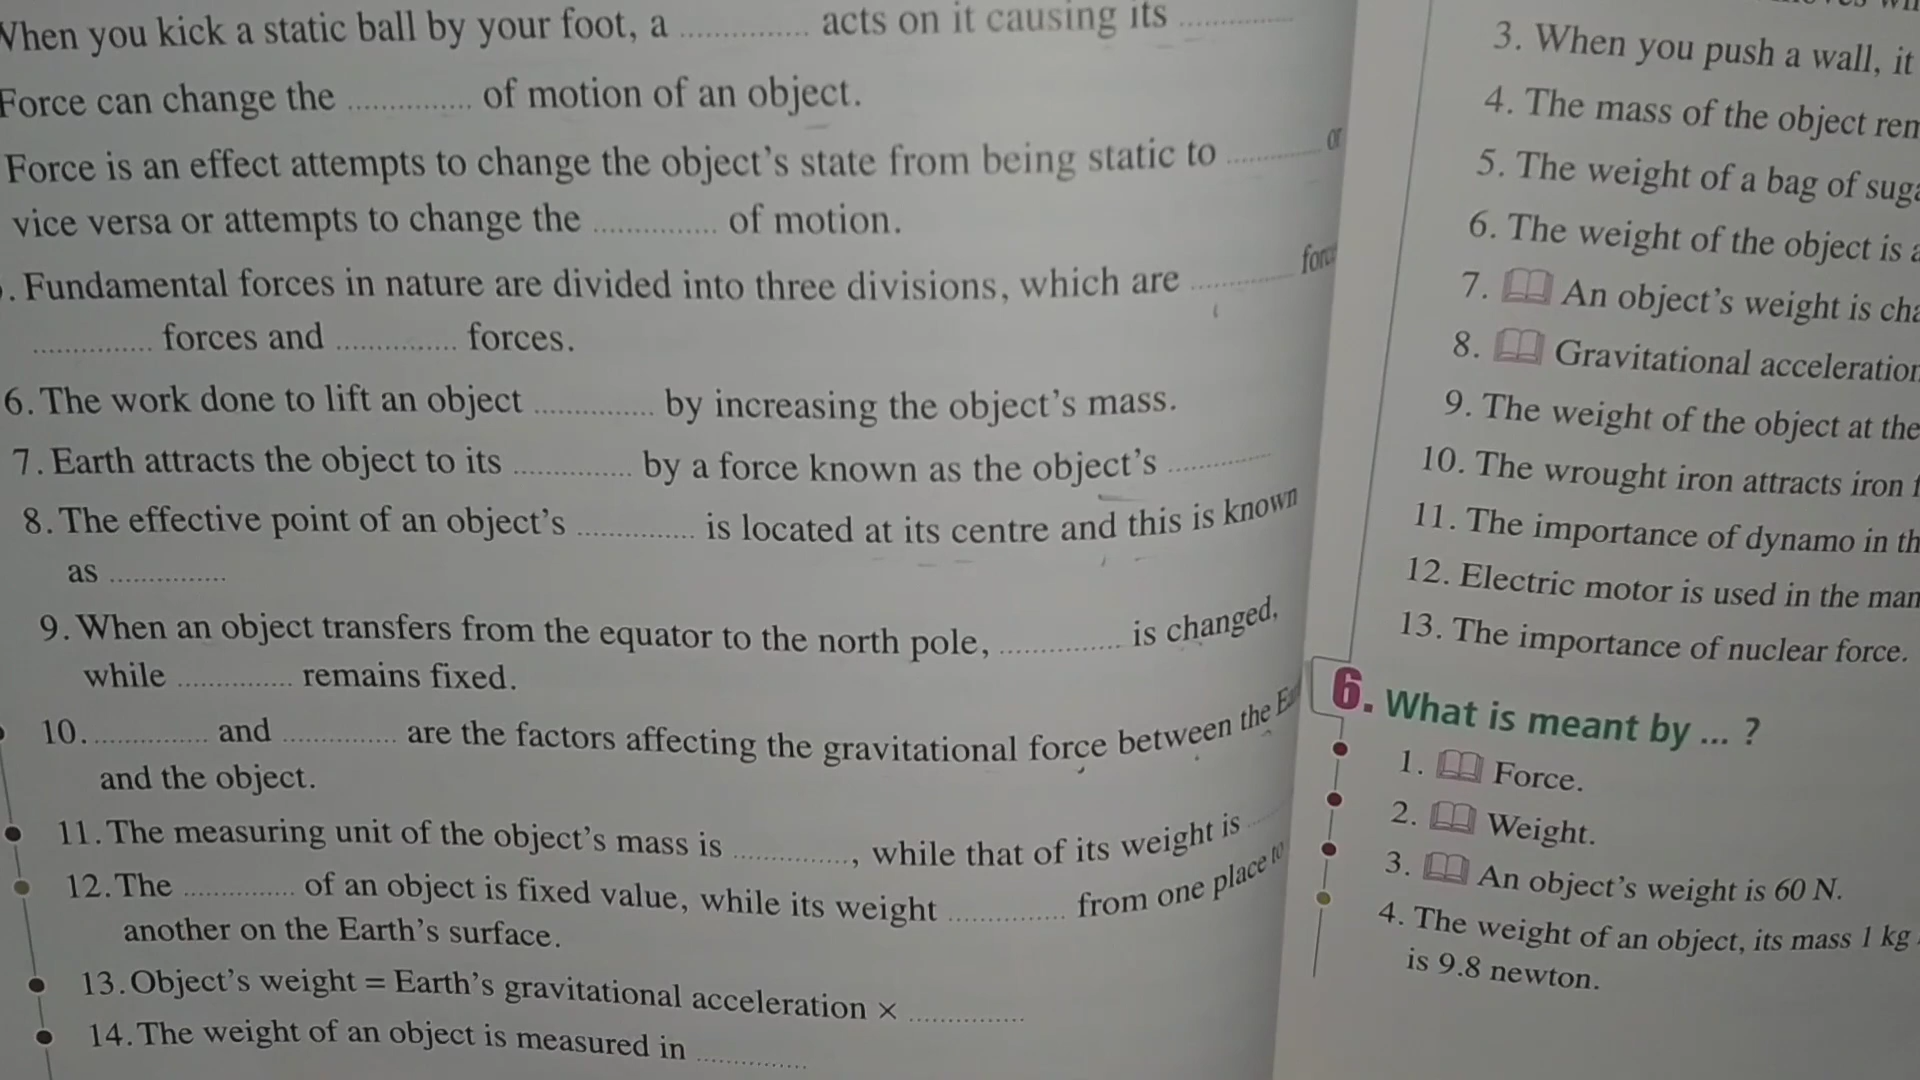 When you kick a static ball by your foot, a .............. acts on it causing its ..............
Force can change the .............. of motion of an object.
Force is an effect attempts to change the object's state from being static to .............. or
vice versa or attempts to change the .............. of motion.
. Fundamental forces in nature are divided into three divisions, which are ..............
.............. forces and .............. forces.
6. The work done to lift an object .............. by increasing the object's mass.
7. Earth attracts the object to its .............. by a force known as the object's ..............
8. The effective point of an object's .............. is located at its centre and this is known
as ..............
9. When an object transfers from the equator to the north pole, .............. is changed,
while .............. remains fixed.
10. .............. and .............. are the factors affecting the gravitational force between the
and the object.
11. The measuring unit of the object's mass is .............., while that of its weight is
12. The .............. of an object is fixed value, while its weight .............. from one place to
another on the Earth's surface.
13. Object's weight = Earth's gravitational acceleration × ..............
14. The weight of an object is measured in ..............
3. When you push a wall, it
4. The mass of the object
5. The weight of a bag of
6. The weight of the object is
7. An object's weight is
8. Gravitational
9. The weight of the object at the
10. The wrought iron attracts iron
11. The importance of dynamo in
12. Electric motor is used in the
13. The importance of nuclear force.
6. What is meant by ... ?
1. Force.
2. Weight.
3. An object's weight is 60 N.
4. The weight of an object, its mass 1 kg
is 9.8 newton.